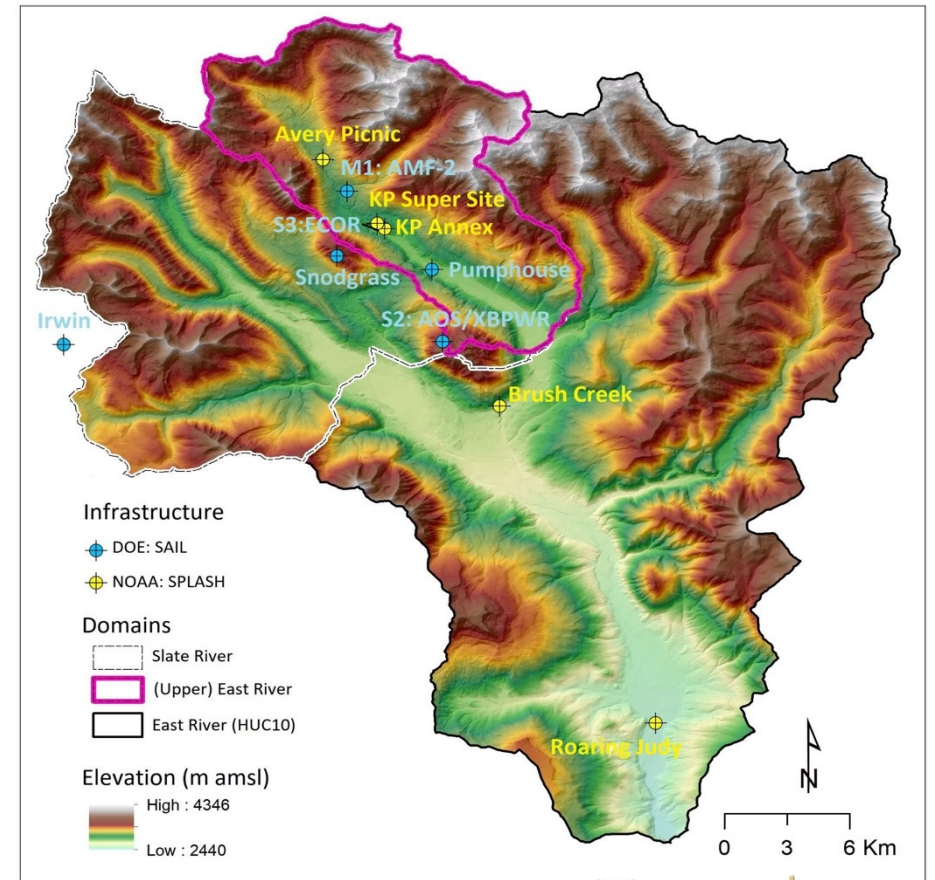 Avery Picnic
M1: AMF-2
KP Super Site
S3:ECOR
KP Annex
Snodgrass
Pumphouse
Irwin
S2: AOS/XBPWR
Brush Creek
Infrastructure
DOE: SAIL
NOAA: SPLASH
Domains
Slate River
(Upper) East River
East River (HUC10)
Roaring Judy
Elevation (m amsl)
High : 4346
Low : 2440
N
0 3 6 Km